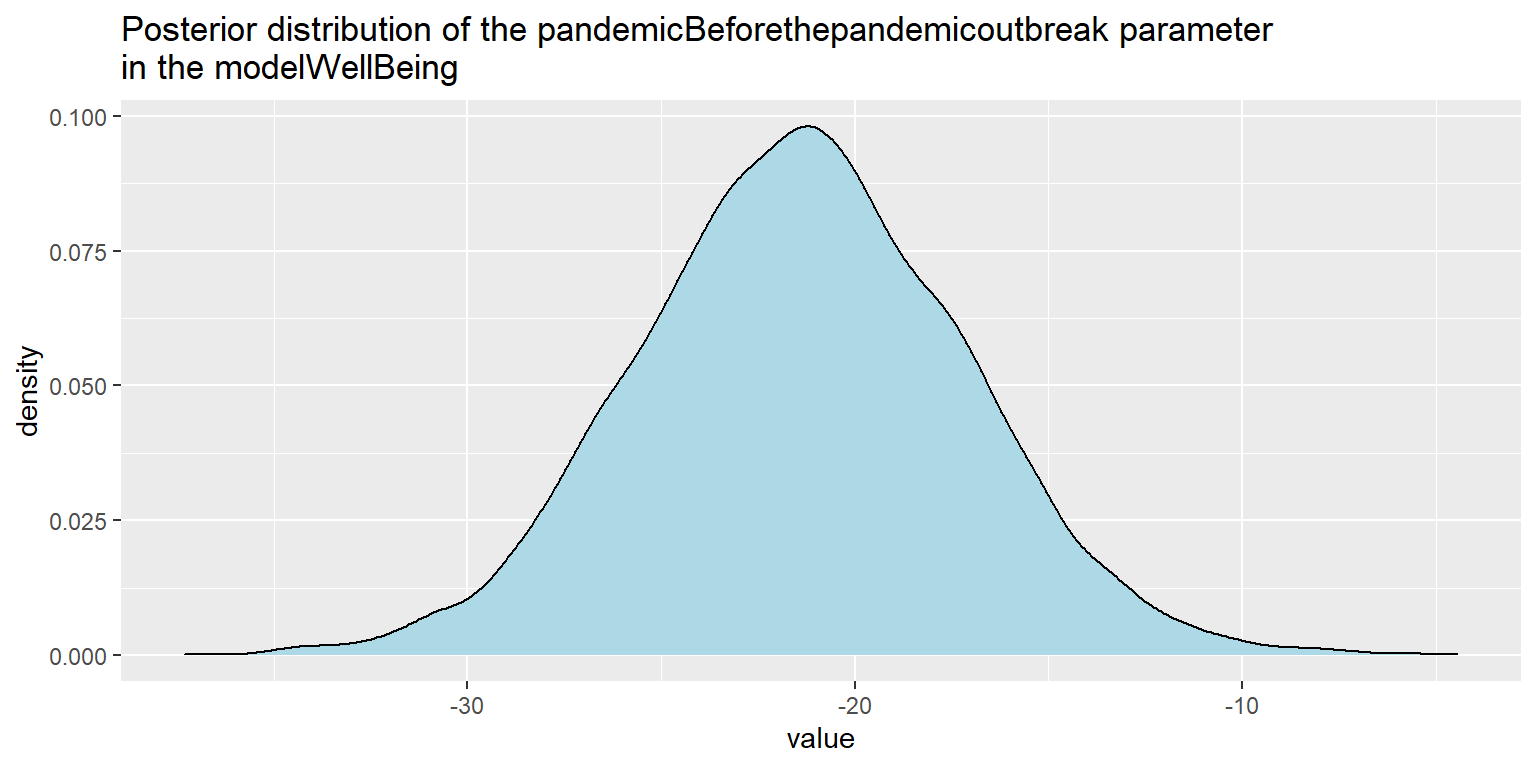 Posterior distribution of the pandemicBeforethepandemicoutbreak parameter
in the modelWellBeing
0.100
0.075
0.050
0.025
0.000
density
-30
-20
-10
value